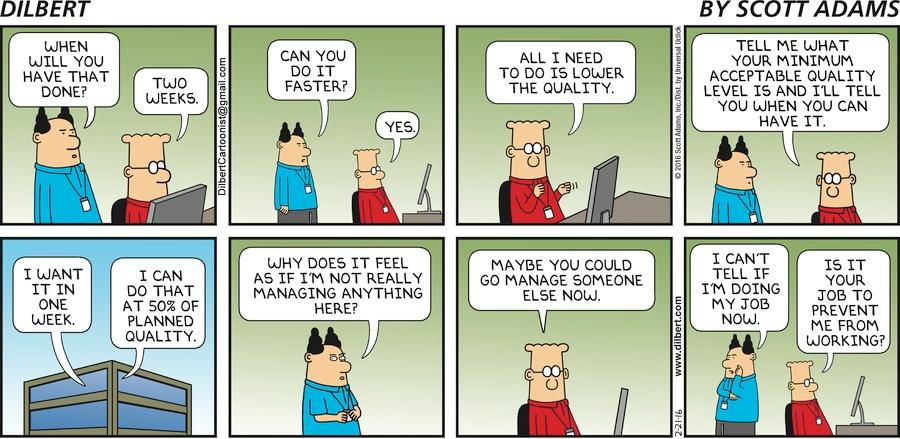 DILBERT
BY SCOTT ADAMS
WHEN
WILL YOU
HAVE THAT
DONE?
TWO
WEEKS.
DilbertCartoonist@gmail.com
CAN YOU
DO IT
FASTER?
YES.
ALL I NEED
TO DO IS LOWER
THE QUALITY.
© 2016 Scott Adams, Inc./Dist. by Universal Uclick
TELL ME WHAT
YOUR MINIMUM
ACCEPTABLE QUALITY
LEVEL IS AND I'LL TELL
YOU WHEN YOU CAN
HAVE IT.
I WANT
IT IN
ONE
WEEK.
I CAN
DO THAT
AT 50% OF
PLANNED
QUALITY.
WHY DOES IT FEEL
AS IF I'M NOT REALLY
MANAGING ANYTHING
HERE?
MAYBE YOU COULD
GO MANAGE SOMEONE
ELSE NOW.
www.dilbert.com
2-21-16
I CAN'T
TELL IF
I'M DOING
MY JOB
NOW.
IS IT
YOUR
JOB TO
PREVENT
ME FROM
WORKING?